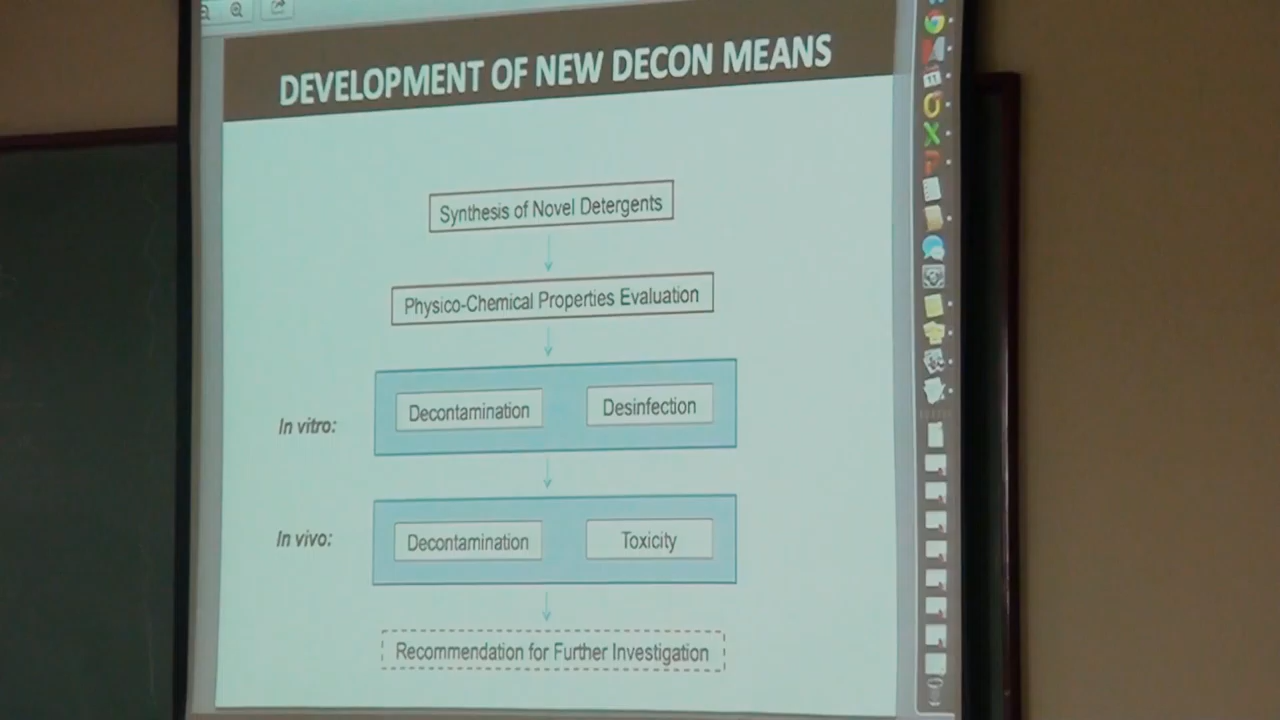 DEVELOPMENT OF NEW DECON MEANS
Synthesis of Novel Detergents
Physico-Chemical Properties Evaluation
In vitro:
Decontamination
Desinfection
In vivo:
Decontamination
Toxicity
Recommendation for Further Investigation